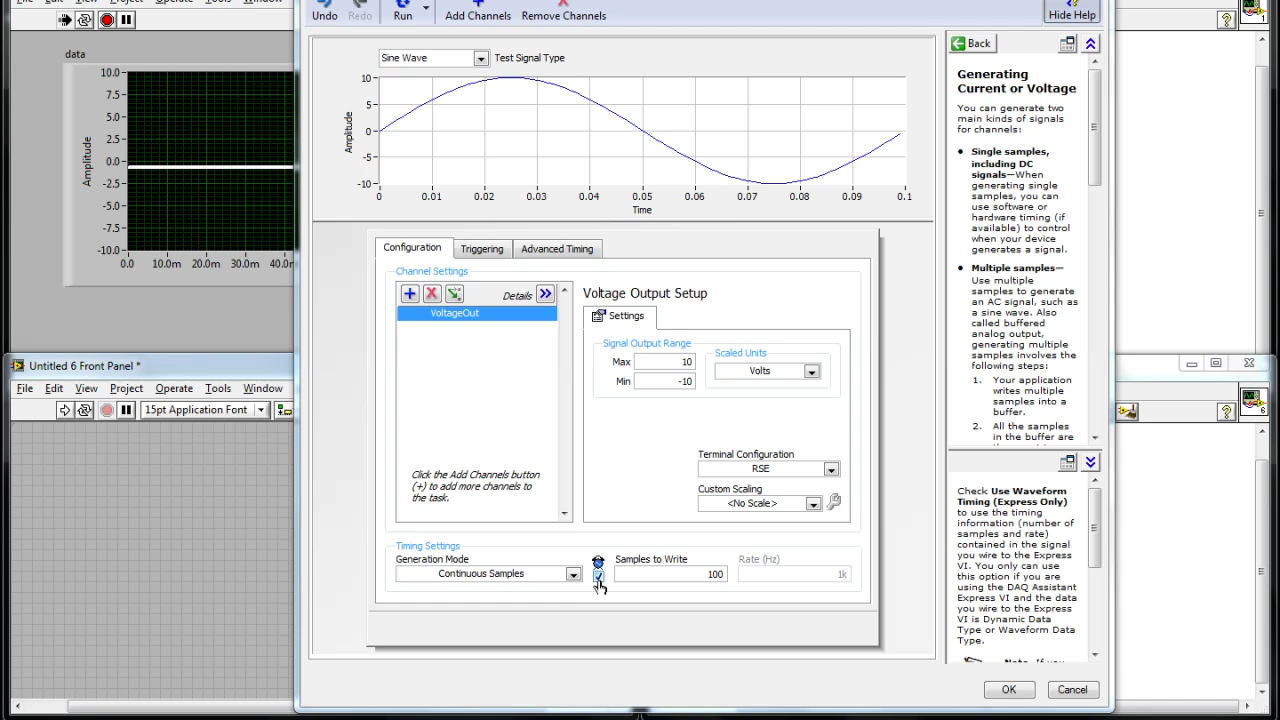 Edit View Project Operate Tools Window
Undo Redo Run Add Channels Remove Channels Hide Help
data
Amplitude
10.0
7.5
5.0
2.5
0.0
-2.5
-5.0
-7.5
-10.0
0.0 10.0m 20.0m 30.0m
Sine Wave Test Signal Type
Amplitude
10
5
0
-5
-10
0 0.01 0.02 0.03 0.04 0.05 0.06 0.07 0.08 0.09 0.1
Time
Configuration Triggering Advanced Timing
Channel Settings
Details
VoltageOut
Click the Add Channels button
(+) to add more channels to
the task.
Voltage Output Setup
Settings
Signal Output Range
Max 10
Min -10
Scaled Units
Volts
Terminal Configuration
RSE
Custom Scaling
<No Scale>
Timing Settings
Generation Mode
Continuous Samples
Samples to Write
100
Rate (Hz)
1k
OK Cancel
Back
Generating
Current or Voltage
You can generate two
main kinds of signals
for channels:
• Single samples,
including DC
signals—When
generating single
samples, you can
use software or
hardware timing (if
available) to control
when your device
generates a signal.
• Multiple samples—
Use multiple
samples to generate
an AC signal, such as
a sine wave. Also
called buffered
analog output,
generating multiple
samples involves the
following steps:
1. Your application
writes multiple
samples into a
buffer.
2. All the samples
in the buffer are
Check Use Waveform
Timing (Express Only)
to use the timing
information (number of
samples and rate)
contained in the signal
you wire to the Express
VI. You only can use
this option if you are
using the DAQ Assistant
Express VI and the data
you wire to the Express
VI is Dynamic Data
Type or Waveform Data
Type.
Note If you
Untitled 6 Front Panel *
File Edit View Project Operate Tools Window
15pt Application Font
1
6